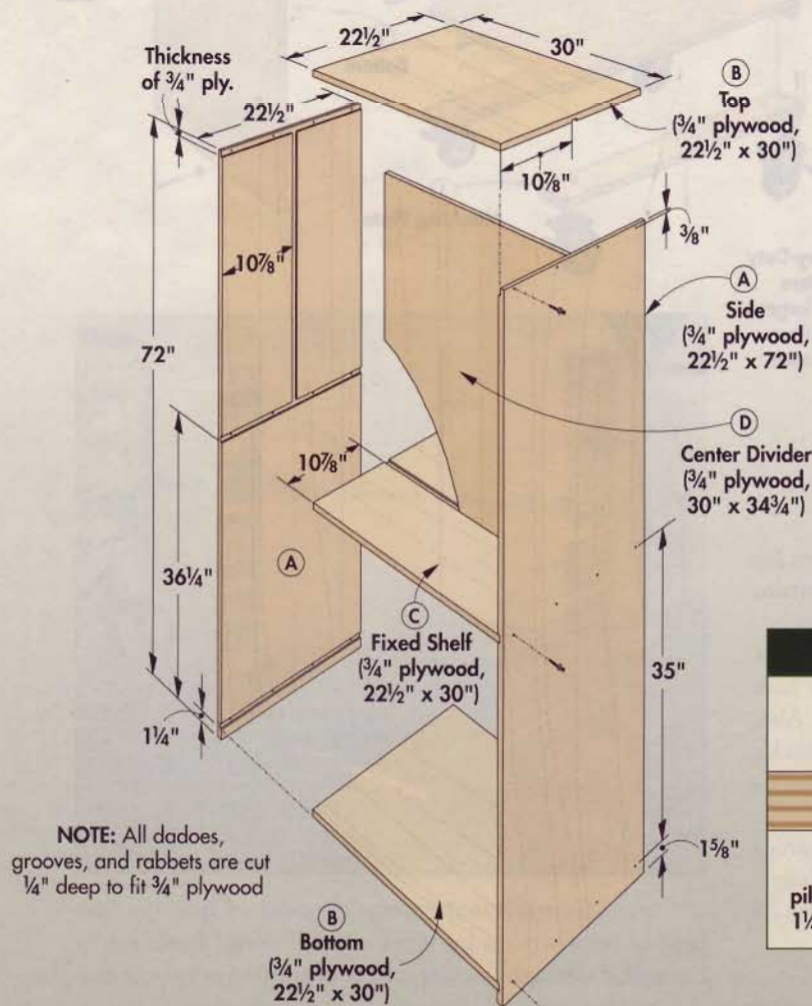 22½"
30"
Thickness
of ¾" ply.
22½"
B
Top
(¾" plywood,
22½" x 30")
10⅞"
⅜"
10⅞"
A
Side
(¾" plywood,
22½" x 72")
72"
D
Center Divider
(¾" plywood,
30" x 34¾")
10⅞"
36¼"
A
C
Fixed Shelf
(¾" plywood,
22½" x 30")
35"
1¼"
1⅝"
NOTE: All dadoes,
grooves, and rabbets are cut
¼" deep to fit ¾" plywood
B
Bottom
(¾" plywood,
22½" x 30")